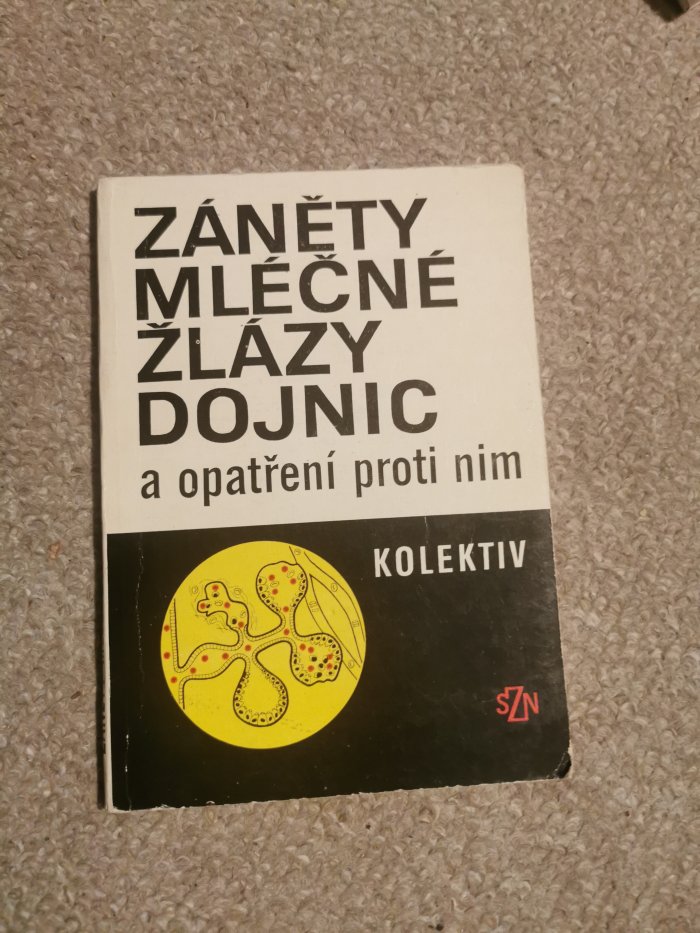 ZÁNĚTY
MLÉČNÉ
ŽLÁZY
DOJNIC
a opatření proti nim
KOLEKTIV
SZN